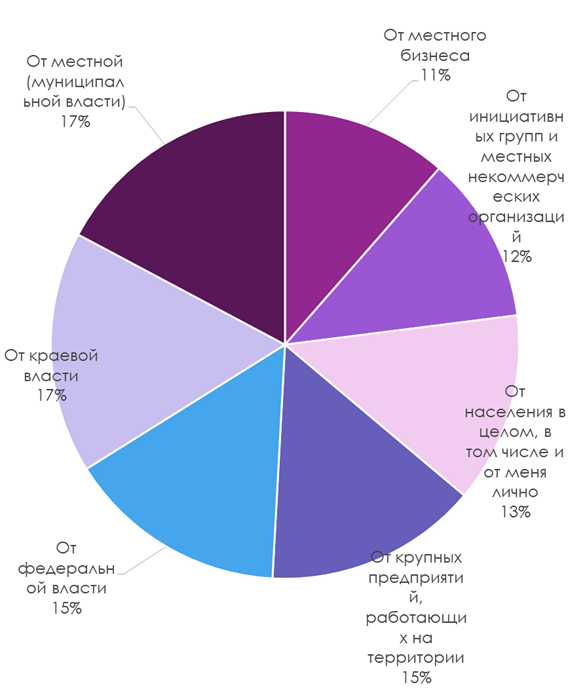 От местного
бизнеса
11%
От
инициативн
ых групп и
местных
некоммерч
еских
организаци
й
12%
От
населения в
целом, в
том числе и
от меня
лично
13%
От крупных
предприяти
й,
работающи
х на
территории
15%
От
федеральн
ой власти
15%
От краевой
власти
17%
От местной
(муниципал
ьной власти)
17%